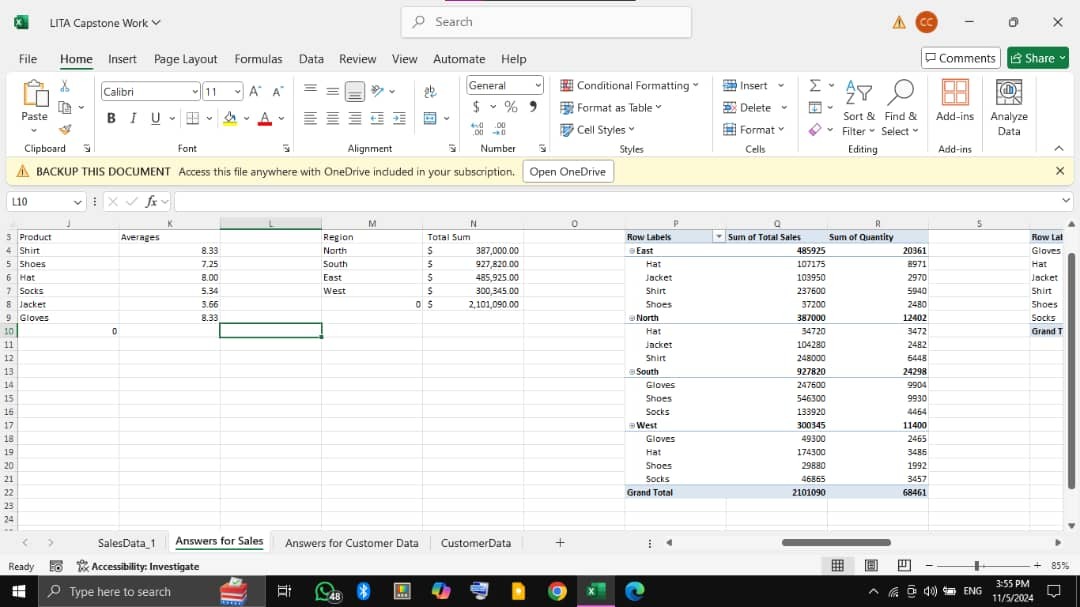 LITA Capstone Work
Search
CC
File Home Insert Page Layout Formulas Data Review View Automate Help
Comments Share
Paste
Calibri 11
B I U
General
Conditional Formatting
Format as Table
Cell Styles
Insert
Delete
Format
Sort & Filter
Find & Select
Add-ins
Analyze Data
Clipboard Font Alignment Number Styles Cells Editing Add-ins
BACKUP THIS DOCUMENT Access this file anywhere with OneDrive included in your subscription. Open OneDrive
L10 fx
J K L M N O P Q R S
3 Product Averages Region Total Sum Row Labels Sum of Total Sales Sum of Quantity Row Lal
4 Shirt 8.33 North $ 387,000.00 East 485925 20361 Gloves
5 Shoes 7.25 South $ 927,820.00 Hat 107175 8971 Hat
6 Hat 8.00 East $ 485,925.00 Jacket 103950 2970 Jacket
7 Socks 5.34 West $ 300,345.00 Shirt 237600 5940 Shirt
8 Jacket 3.66 0 $ 2,101,090.00 Shoes 37200 2480 Shoes
9 Gloves 8.33 North 387000 12402 Socks
10 0 Hat 34720 3472 Grand T
11 Jacket 104280 2482
12 Shirt 248000 6448
13 South 927820 24298
14 Gloves 247600 9904
15 Shoes 546300 9930
16 Socks 133920 4464
17 West 300345 11400
18 Gloves 49300 2465
19 Hat 174300 3486
20 Shoes 29880 1992
21 Socks 46865 3457
22 Grand Total 2101090 68461
23
24
SalesData_1 Answers for Sales Answers for Customer Data CustomerData
Ready Accessibility: Investigate 85%
Type here to search
48
ENG
3:55 PM
11/5/2024